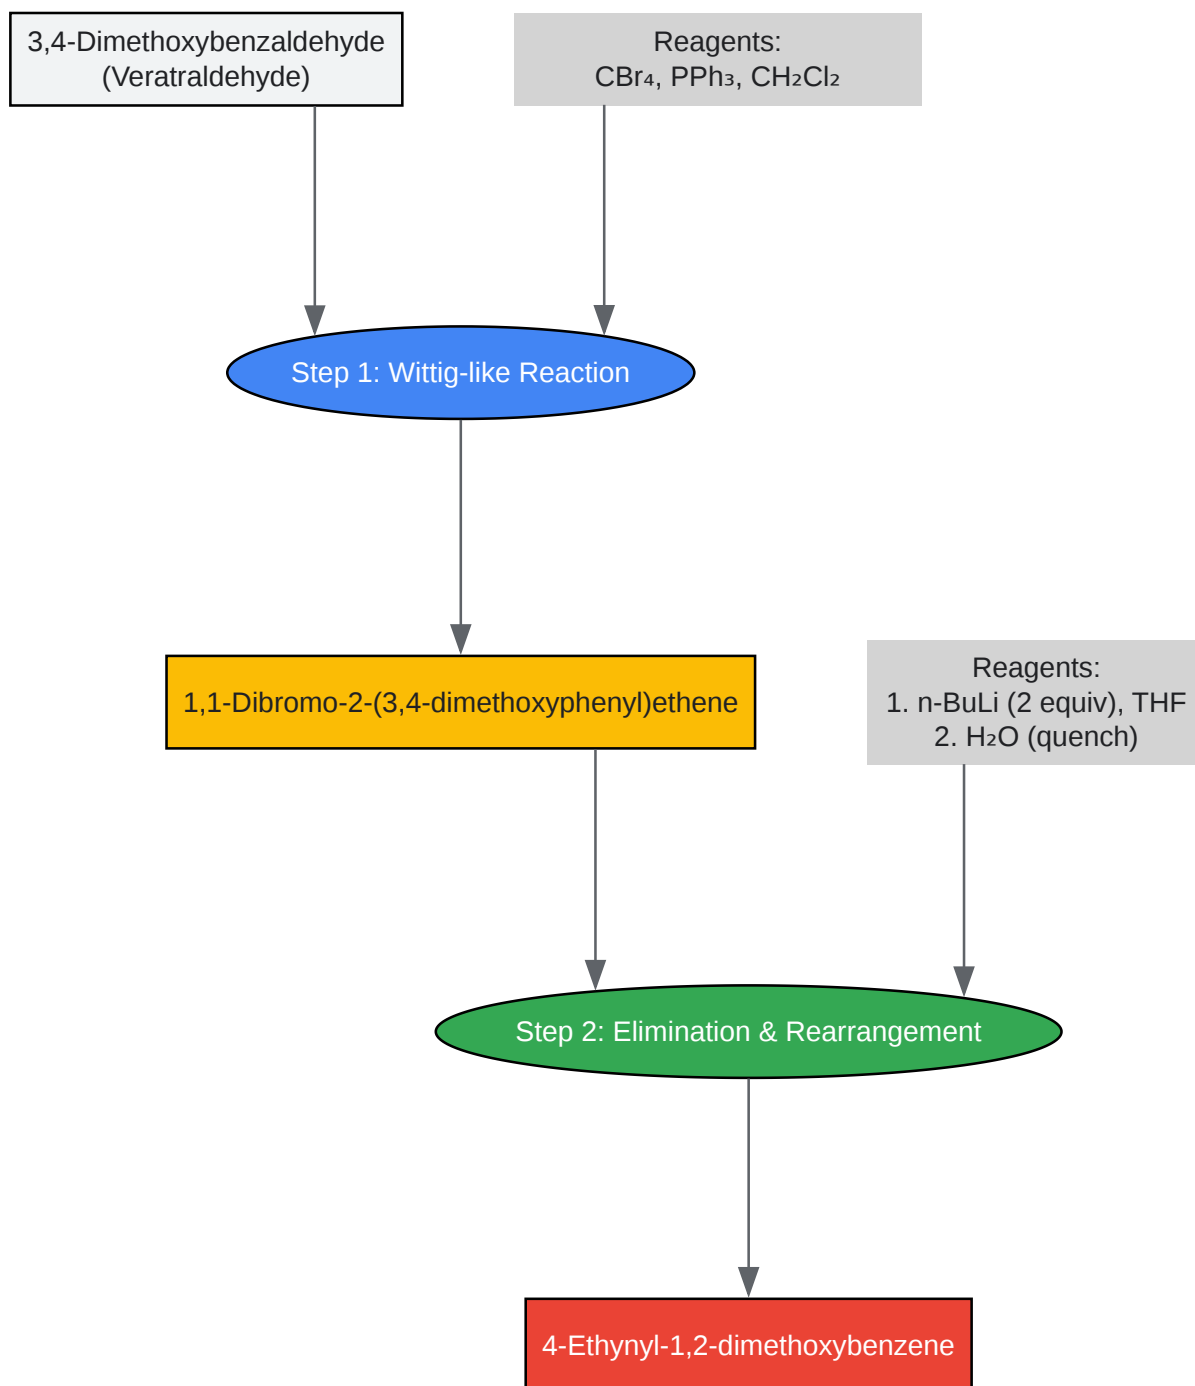 3,4-Dimethoxybenzaldehyde
(Veratraldehyde)
Reagents:
CBr₄, PPh₃, CH₂Cl₂
Step 1: Wittig-like Reaction
1,1-Dibromo-2-(3,4-dimethoxyphenyl)ethene
Reagents:
1. n-BuLi (2 equiv), THF
2. H₂O (quench)
Step 2: Elimination & Rearrangement
4-Ethynyl-1,2-dimethoxybenzene